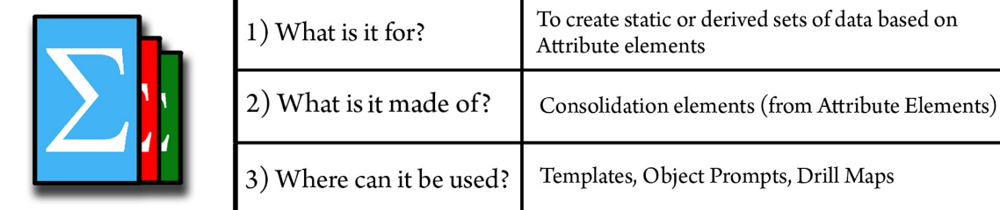 Σ
1) What is it for?
To create static or derived sets of data based on
Attribute elements
2) What is it made of?
Consolidation elements (from Attribute Elements)
3) Where can it be used?
Templates, Object Prompts, Drill Maps